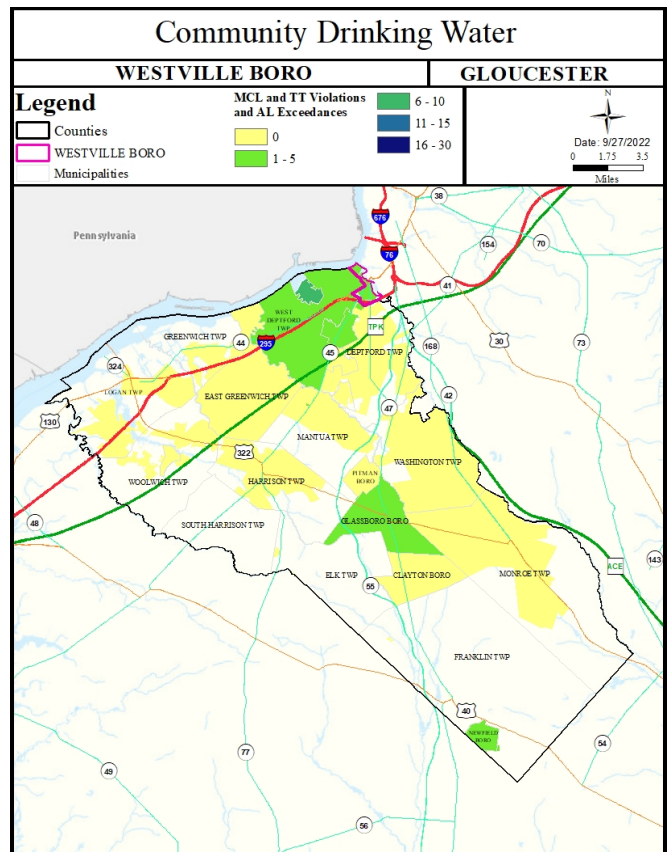 Community Drinking Water
WESTVILLE BORO
GLOUCESTER
Legend
Counties
WESTVILLE BORO
Municipalities
MCL and TT Violations
and AL Exceedances
0
1 - 5
6 - 10
11 - 15
16 - 30
N
Date: 9/27/2022
0 1.75 3.5
Miles
Pennsylvania
38
676
154
70
76
41
WEST
DEPTFORD
TWP
TPK
GREENWICH TWP
44
295
45
DEPTFORD TWP
168
30
73
324
LOGAN TWP
EAST GREENWICH TWP
47
42
130
MANTUA TWP
322
WASHINGTON TWP
PITMAN
BORO
WOOLWICH TWP
HARRISON TWP
48
SOUTH HARRISON TWP
GLASSBORO BORO
143
ACE
ELK TWP
55
CLAYTON BORO
MONROE TWP
FRANKLIN TWP
40
NEWFIELD
BORO
54
77
49
56